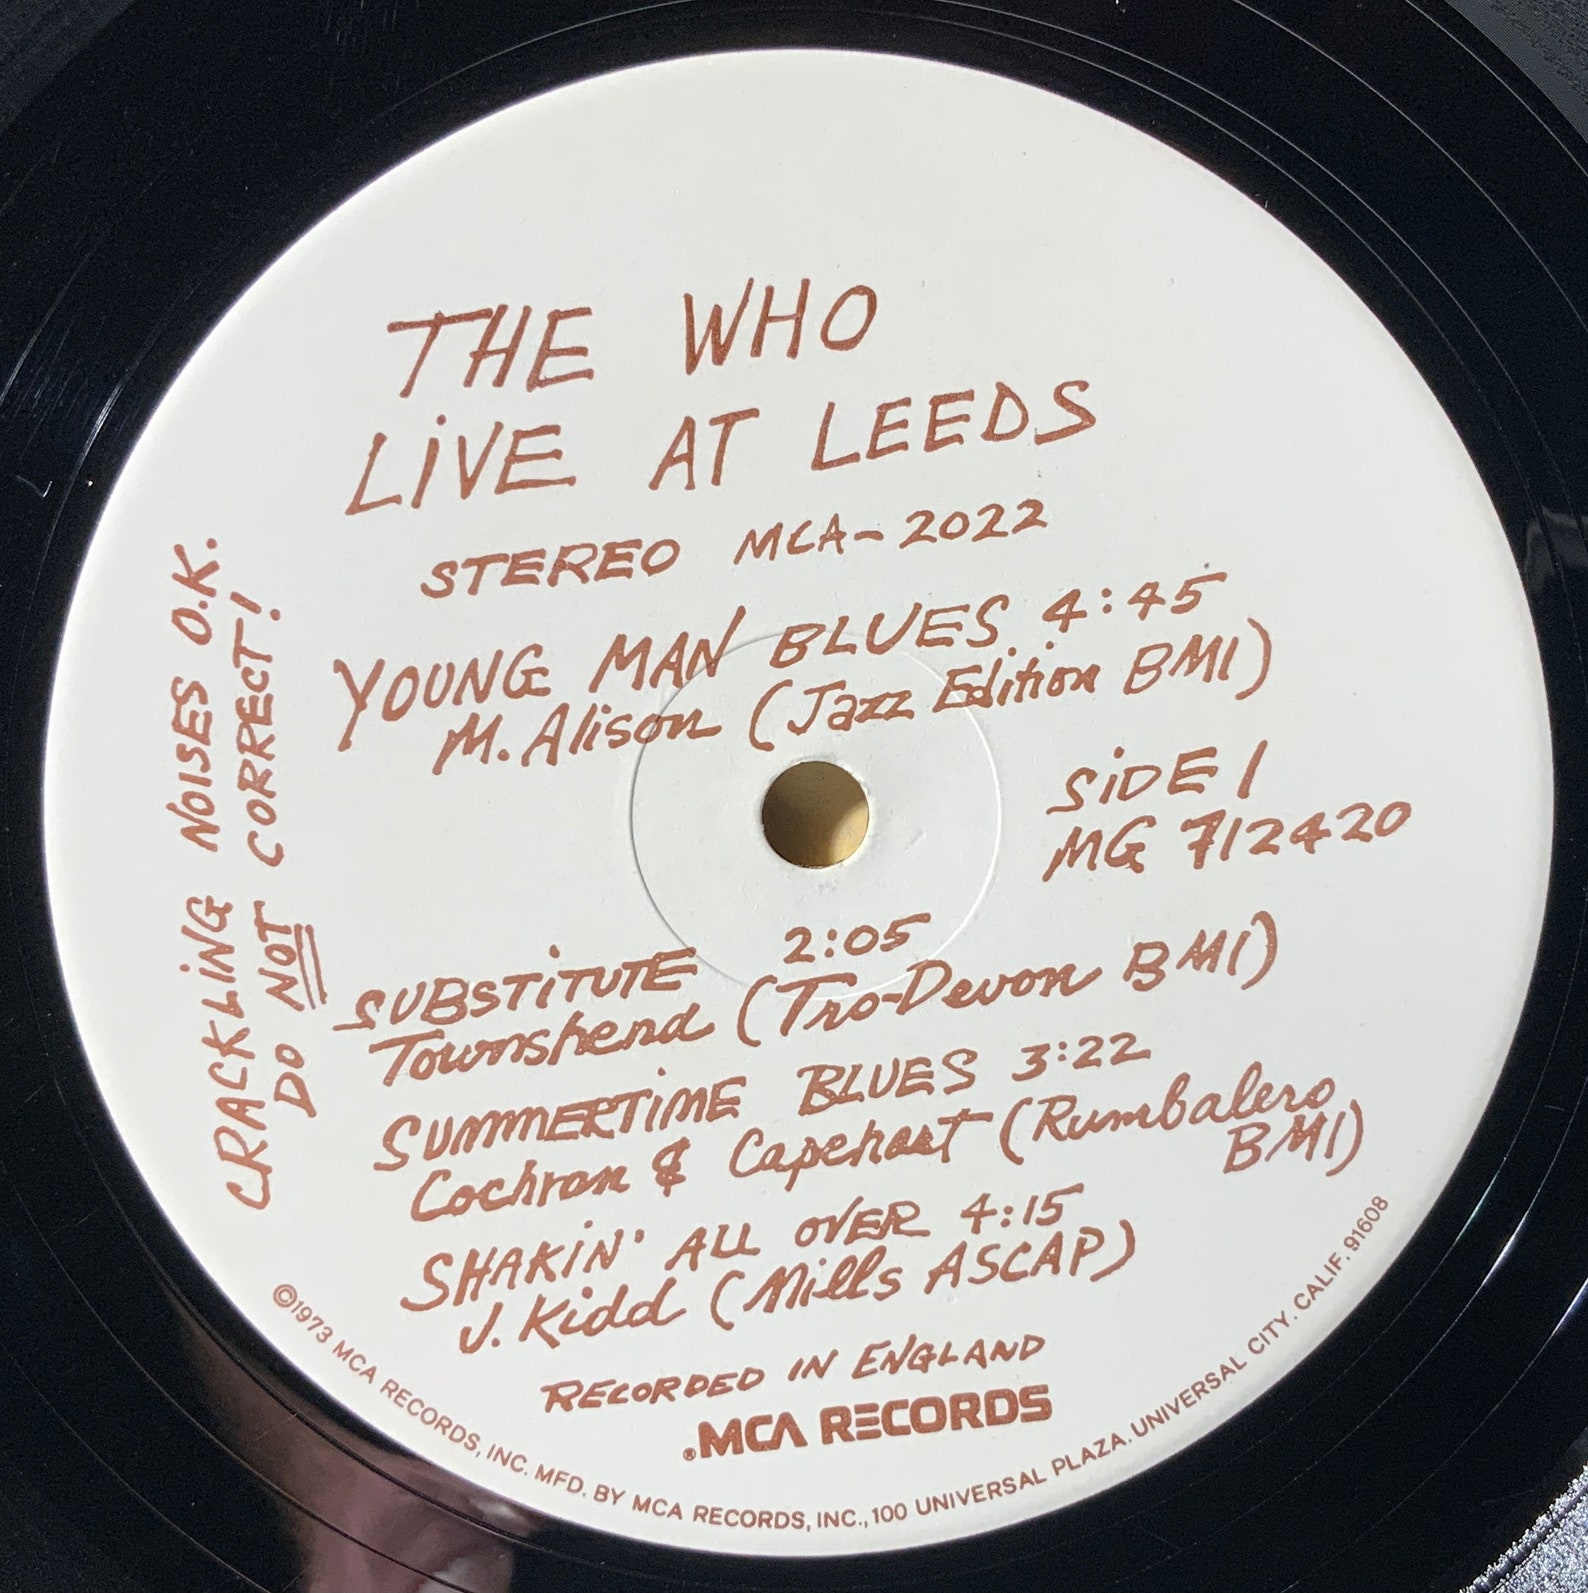 THE WHO
LiVE AT LEEDS
STEREO MCA-2022
YOUNG MAN BLUES 4:45
M. Alison (Jazz Edition BMI)
SiDE 1
MG 712420
SUBSTiTUTE 2:05
Townshend (Tro-Devon BMI)
SUMMERTiME BLUES 3:22
Cochran & Capehart (Rumbalero
BMI)
SHAKiN' ALL OVER 4:15
J. Kidd (Mills ASCAP)
RECORDED IN ENGLAND
®MCA RECORDS
CRACKLiNG NOISES O.K.
DO NOT CORRECT!
©1973 MCA RECORDS, INC. MFD. BY MCA RECORDS, INC., 100 UNIVERSAL PLAZA. UNIVERSAL CITY. CALIF. 91608